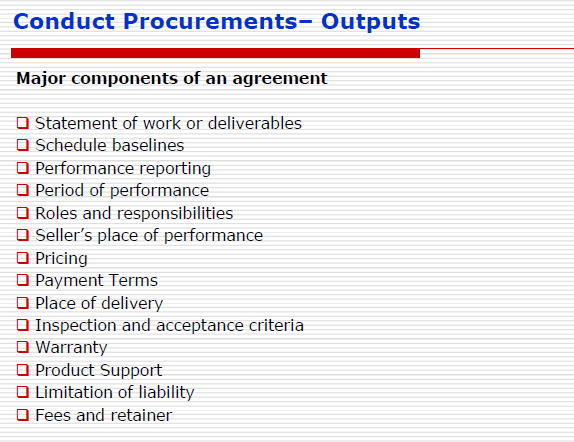 Conduct Procurements– Outputs
Major components of an agreement
Statement of work or deliverables
Schedule baselines
Performance reporting
Period of performance
Roles and responsibilities
Seller’s place of performance
Pricing
Payment Terms
Place of delivery
Inspection and acceptance criteria
Warranty
Product Support
Limitation of liability
Fees and retainer